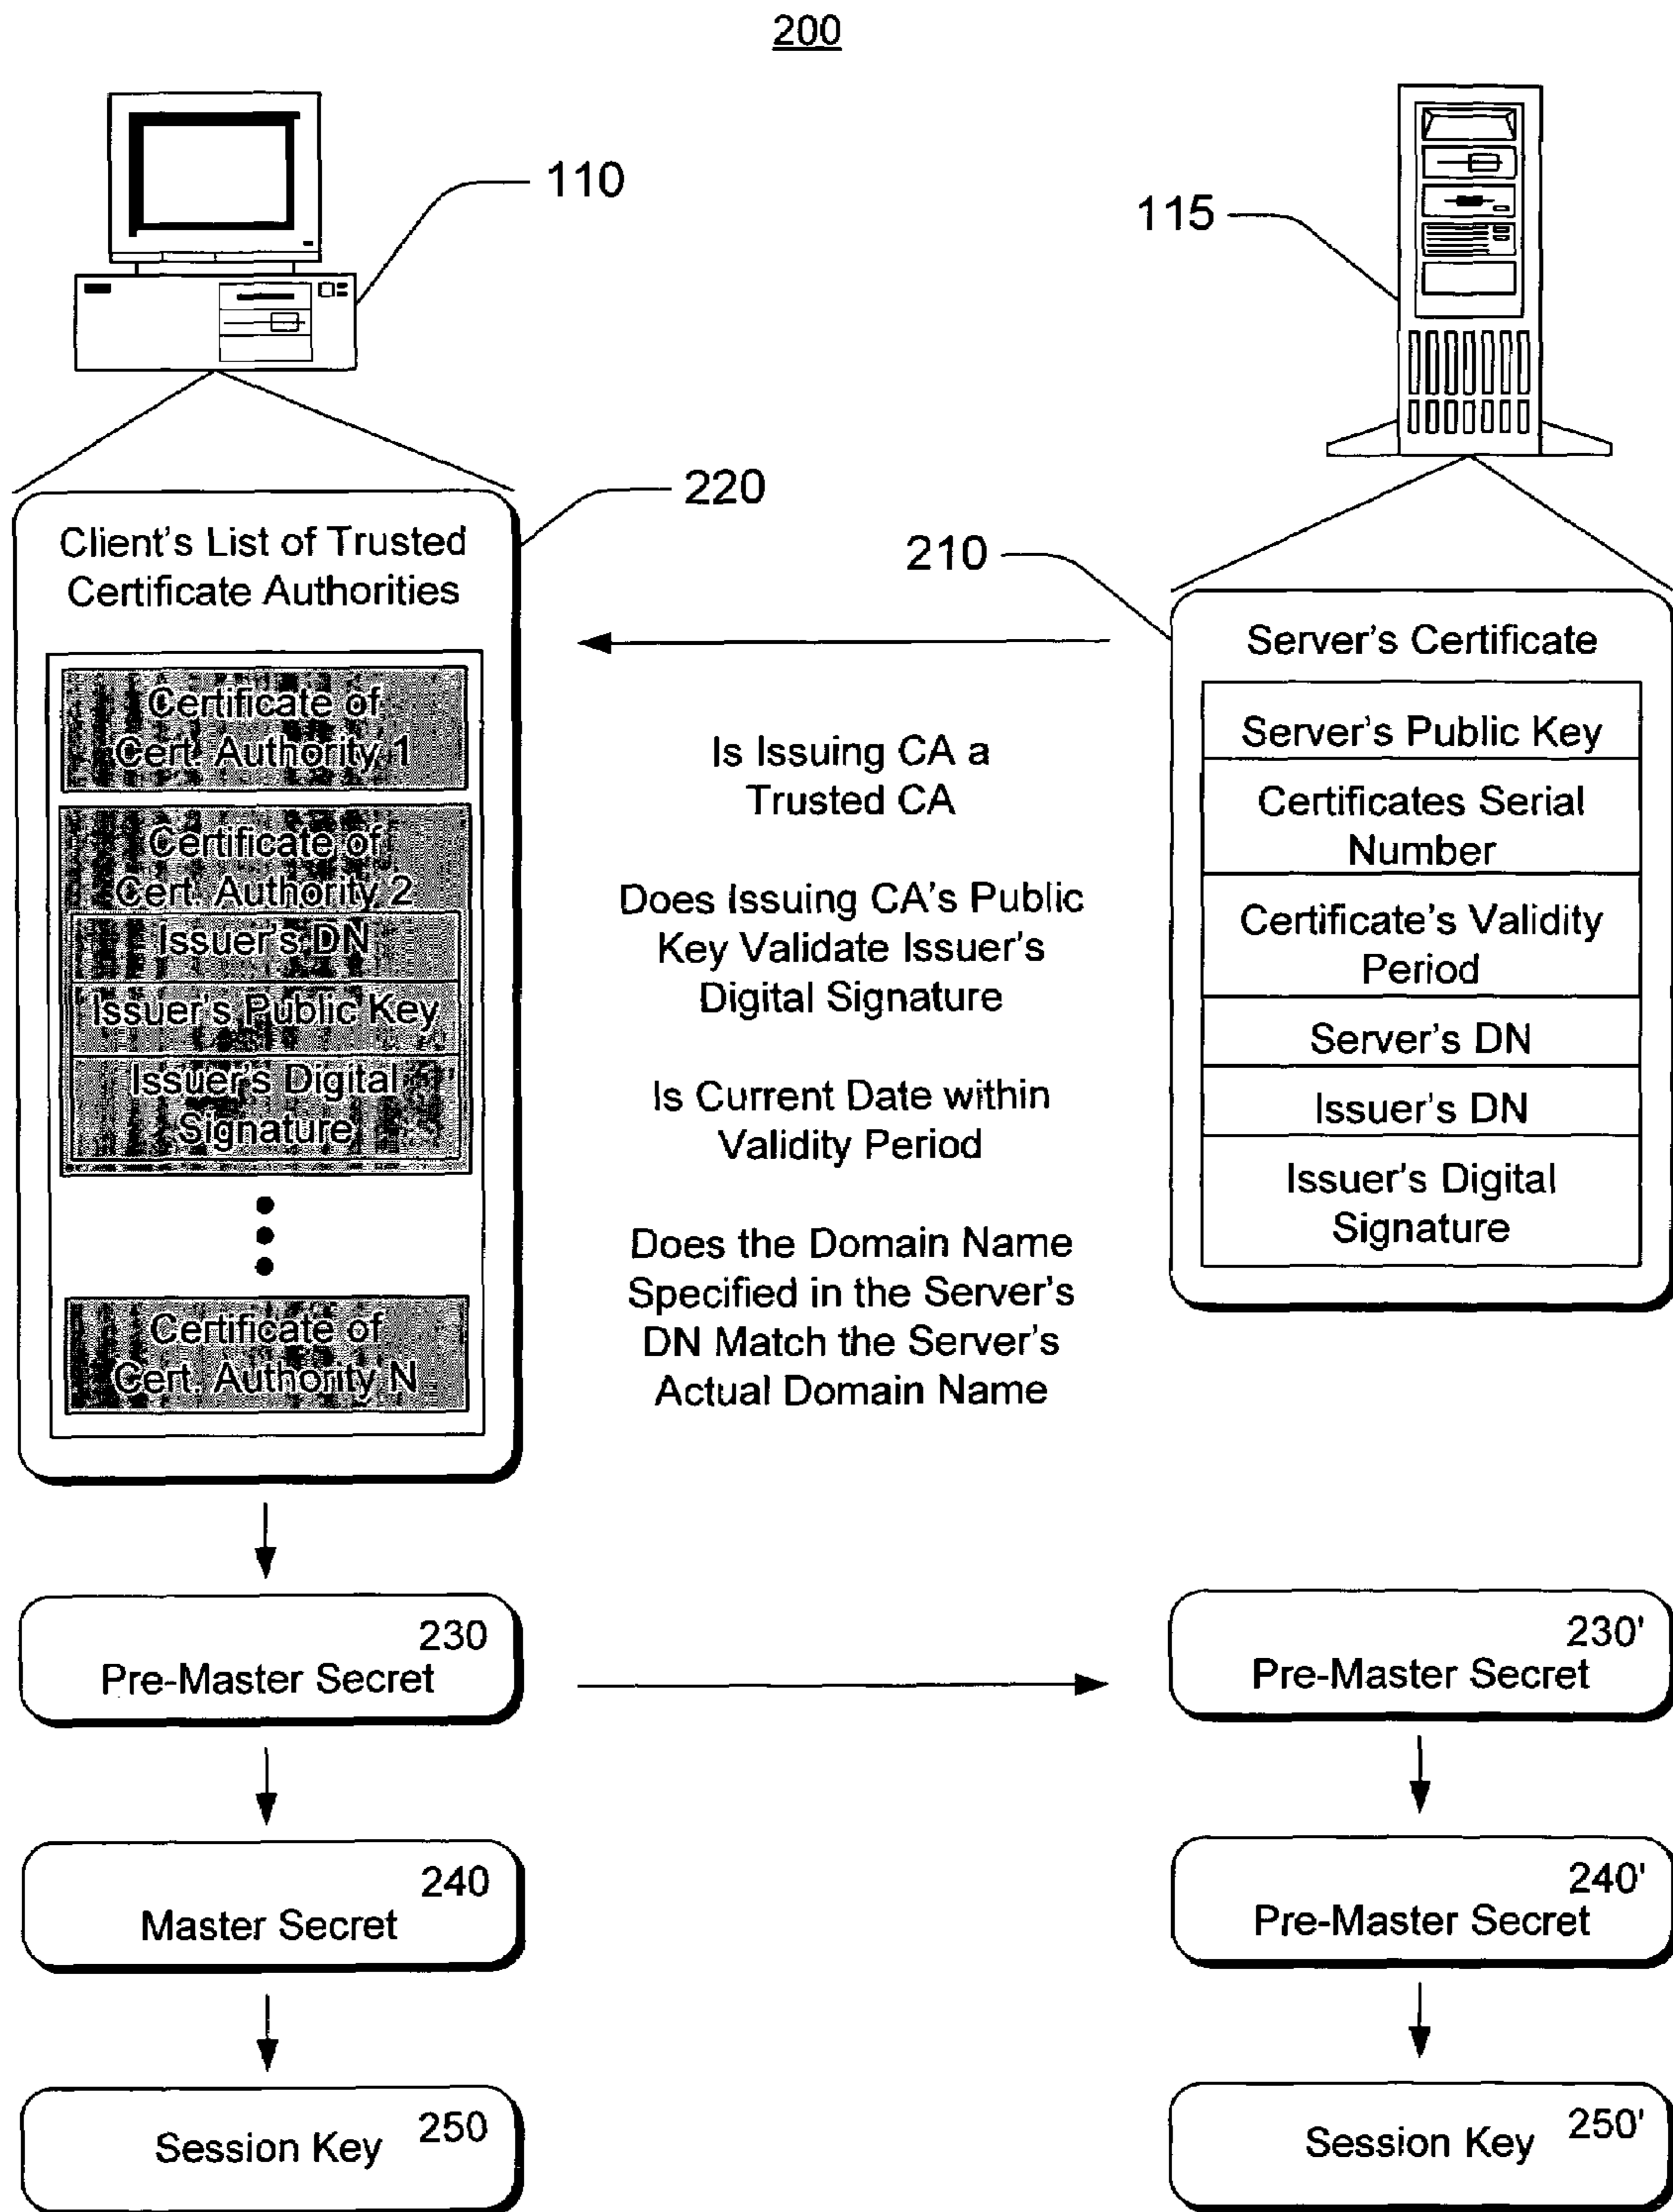 200
110
115
220
Client's List of Trusted
Certificate Authorities
Certificate of
Cert. Authority 1
Certificate of
Cert. Authority 2
Issuer's DN
Issuer's Public Key
Issuer's Digital
Signature
Certificate of
Cert. Authority N
210
Is Issuing CA a
Trusted CA
Does Issuing CA's Public
Key Validate Issuer's
Digital Signature
Is Current Date within
Validity Period
Does the Domain Name
Specified in the Server's
DN Match the Server's
Actual Domain Name
Server's Certificate
Server's Public Key
Certificates Serial
Number
Certificate's Validity
Period
Server's DN
Issuer's DN
Issuer's Digital
Signature
230
Pre-Master Secret
230'
Pre-Master Secret
240
Master Secret
240'
Pre-Master Secret
250
Session Key
250'
Session Key